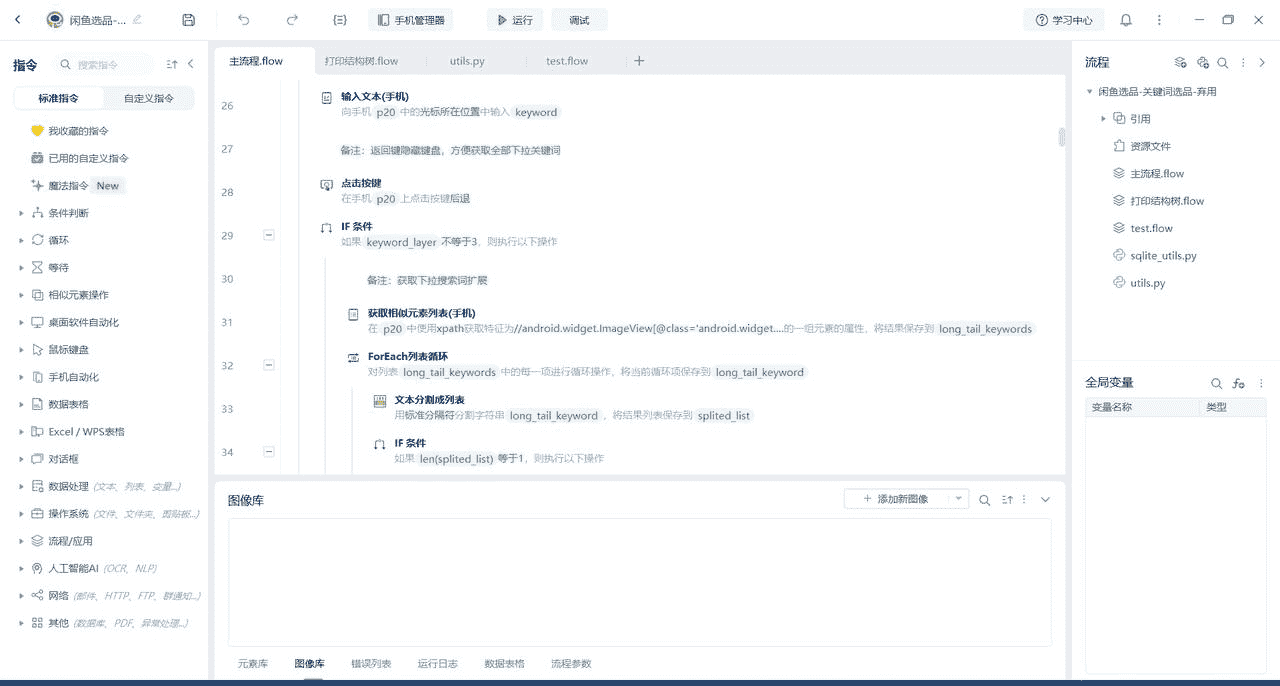 闲鱼选品-...
手机管理器
运行
调试
学习中心
指令
搜索指令
标准指令
自定义指令
我收藏的指令
已用的自定义指令
魔法指令 New
条件判断
循环
等待
相似元素操作
桌面软件自动化
鼠标键盘
手机自动化
数据表格
Excel / WPS表格
对话框
数据处理 (文本、列表、变量...)
操作系统 (文件、文件夹、剪贴板...)
流程/应用
人工智能AI (OCR、NLP)
网络 (邮件、HTTP、FTP、群通知...)
其他 (数据库、PDF、异常处理...)
主流程.flow
打印结构树.flow
utils.py
test.flow
26
输入文本(手机)
向手机 p20 中的光标所在位置中输入 keyword
27
备注：返回键隐藏键盘，方便获取全部下拉关键词
28
点击按键
在手机 p20 上点击按键后退
29
IF 条件
如果 keyword_layer 不等于3，则执行以下操作
30
备注：获取下拉搜索词扩展
31
获取相似元素列表(手机)
在 p20 中使用xpath获取特征为//android.widget.ImageView[@class='android.widget....的一组元素的属性，将结果保存到 long_tail_keywords
32
ForEach列表循环
对列表 long_tail_keywords 中的每一项进行循环操作，将当前循环项保存到 long_tail_keyword
33
文本分割成列表
用标准分隔符分割字符串 long_tail_keyword ，将结果列表保存到 splited_list
34
IF 条件
如果 len(splited_list) 等于1，则执行以下操作
图像库
添加新图像
元素库
图像库
错误列表
运行日志
数据表格
流程参数
流程
闲鱼选品-关键词选品-弃用
引用
资源文件
主流程.flow
打印结构树.flow
test.flow
sqlite_utils.py
utils.py
全局变量
变量名称
类型